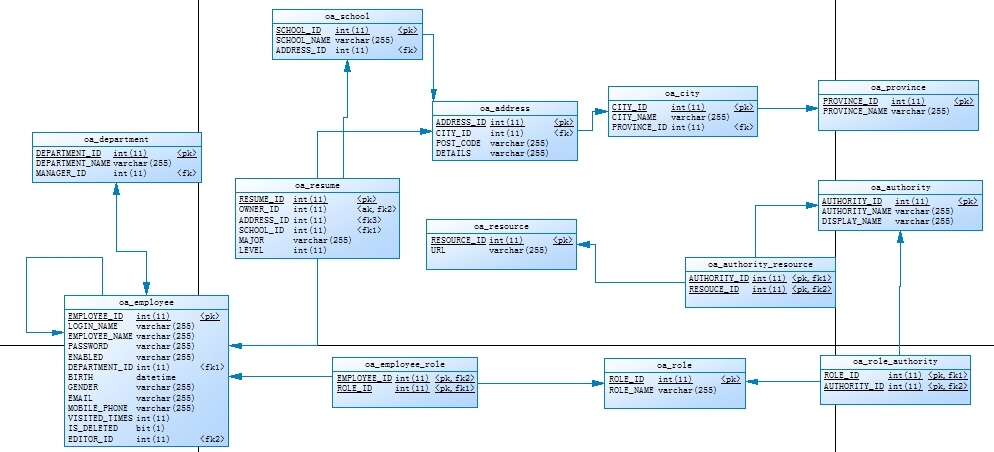 oa_school
SCHOOL_ID int(11) <pk>
SCHOOL_NAME varchar(255)
ADDRESS_ID int(11) <fk>
oa_address
ADDRESS_ID int(11) <pk>
CITY_ID int(11) <fk>
POST_CODE varchar(255)
DETAILS varchar(255)
oa_city
CITY_ID int(11) <pk>
CITY_NAME varchar(255)
PROVINCE_ID int(11) <fk>
oa_province
PROVINCE_ID int(11) <pk>
PROVINCE_NAME varchar(255)
oa_department
DEPARTMENT_ID int(11) <pk>
DEPARTMENT_NAME varchar(255)
MANAGER_ID int(11) <fk>
oa_resume
RESUME_ID int(11) <pk>
OWNER_ID int(11) <ak, fk2>
ADDRESS_ID int(11) <fk3>
SCHOOL_ID int(11) <fk1>
MAJOR varchar(255)
LEVEL int(11)
oa_resource
RESOURCE_ID int(11) <pk>
URL varchar(255)
oa_authority
AUTHORITY_ID int(11) <pk>
AUTHORITY_NAME varchar(255)
DISPLAY_NAME varchar(255)
oa_authority_resource
AUTHORITY_ID int(11) <pk, fk1>
RESOUCE_ID int(11) <pk, fk2>
oa_employee
EMPLOYEE_ID int(11) <pk>
LOGIN_NAME varchar(255)
EMPLOYEE_NAME varchar(255)
PASSWORD varchar(255)
ENABLED varchar(255)
DEPARTMENT_ID int(11) <fk1>
BIRTH datetime
GENDER varchar(255)
EMAIL varchar(255)
MOBILE_PHONE varchar(255)
VISITED_TIMES int(11)
IS_DELETED bit(1)
EDITOR_ID int(11) <fk2>
oa_employee_role
EMPLOYEE_ID int(11) <pk, fk2>
ROLE_ID int(11) <pk, fk1>
oa_role
ROLE_ID int(11) <pk>
ROLE_NAME varchar(255)
oa_role_authority
ROLE_ID int(11) <pk, fk1>
AUTHORITY_ID int(11) <pk, fk2>